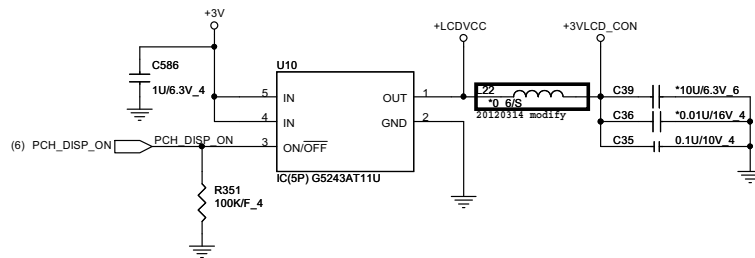 +3V
+LCDVCC
+3VLCD_CON
C586
1U/6.3V_4
U10
5 IN
4 IN
3 ON/OFF
OUT 1
GND 2
IC(5P) G5243AT11U
(6) PCH_DISP_ON
PCH_DISP_ON
R351
100K/F_4
L22
*0_6/S
20120314 modify
C39 *10U/6.3V_6
C36 *0.01U/16V_4
C35 0.1U/10V_4